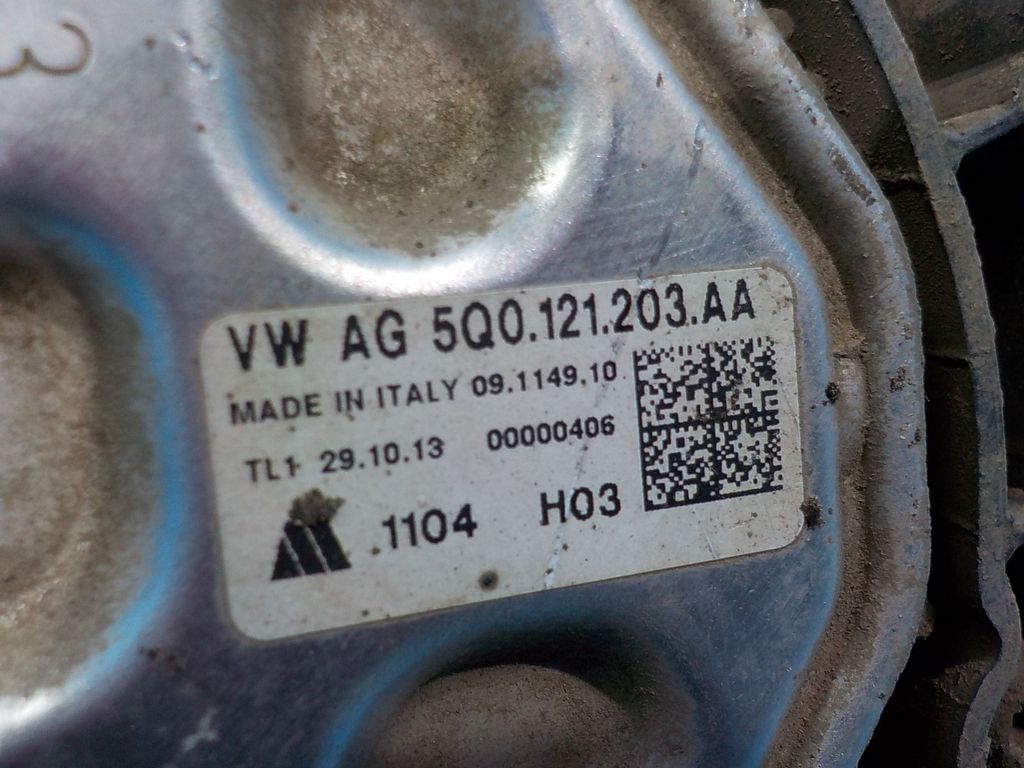 3
VW AG 5Q0.121.203.AA
MADE IN ITALY 09.1149.10
TL1 29.10.13 00000406
1104 H03